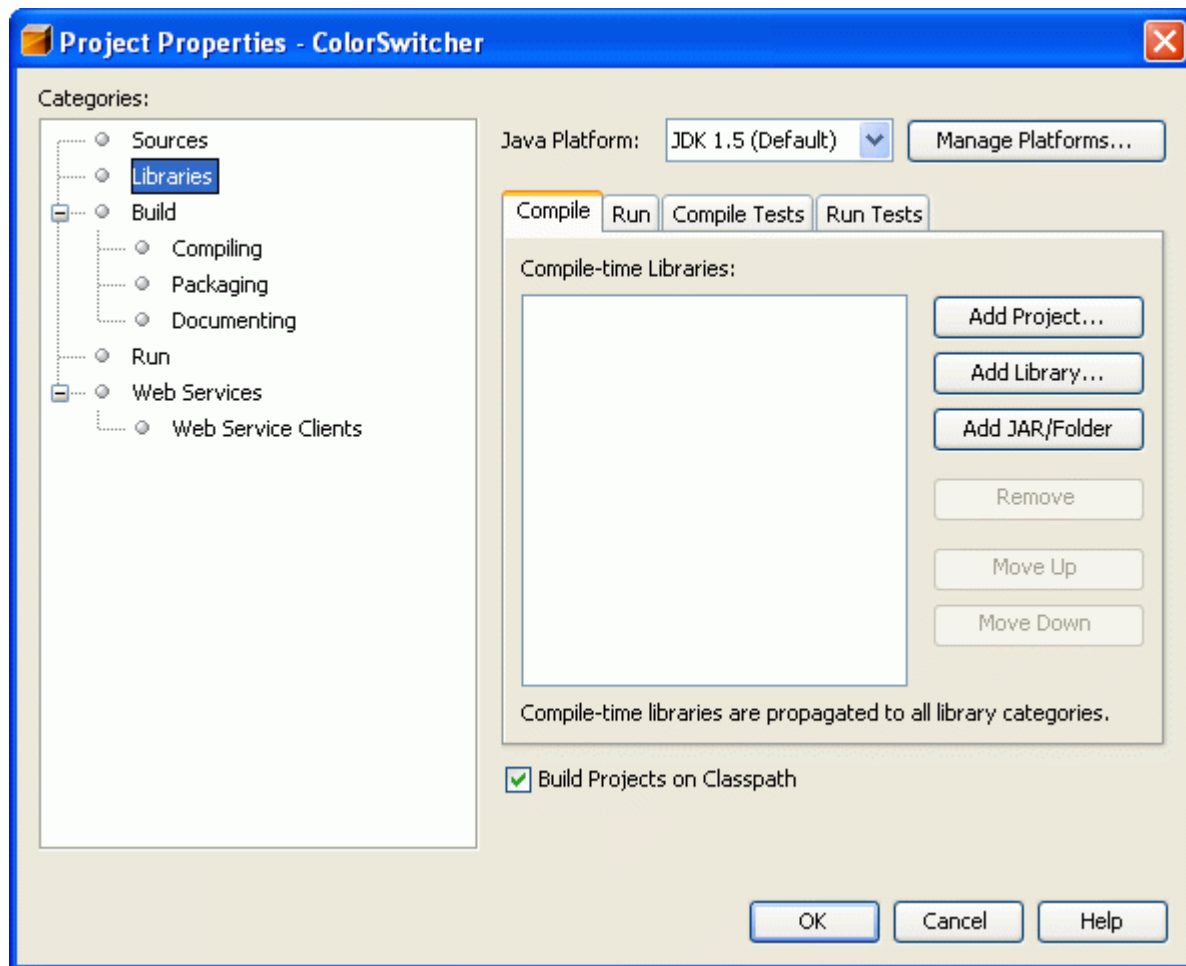 Project Properties - ColorSwitcher
Categories:
Sources
Libraries
Build
Compiling
Packaging
Documenting
Run
Web Services
Web Service Clients
Java Platform:
JDK 1.5 (Default)
Manage Platforms...
Compile
Run
Compile Tests
Run Tests
Compile-time Libraries:
Add Project...
Add Library...
Add JAR/Folder
Remove
Move Up
Move Down
Compile-time libraries are propagated to all library categories.
Build Projects on Classpath
OK
Cancel
Help